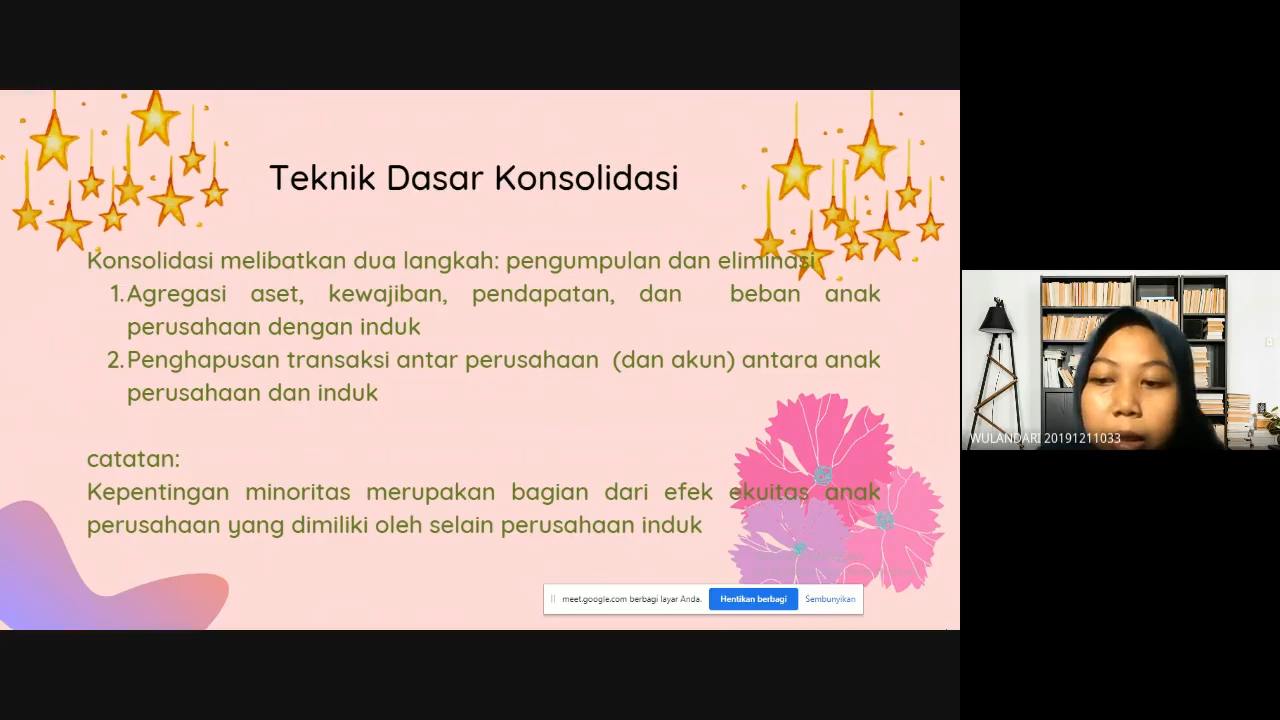 Teknik Dasar Konsolidasi
Konsolidasi melibatkan dua langkah: pengumpulan dan eliminasi
1. Agregasi aset, kewajiban, pendapatan, dan beban anak
perusahaan dengan induk
2. Penghapusan transaksi antar perusahaan (dan akun) antara anak
perusahaan dan induk
catatan:
Kepentingan minoritas merupakan bagian dari efek ekuitas anak
perusahaan yang dimiliki oleh selain perusahaan induk
meet.google.com berbagi layar Anda.
Hentikan berbagi
Sembunyikan
WULANDARI 20191211033